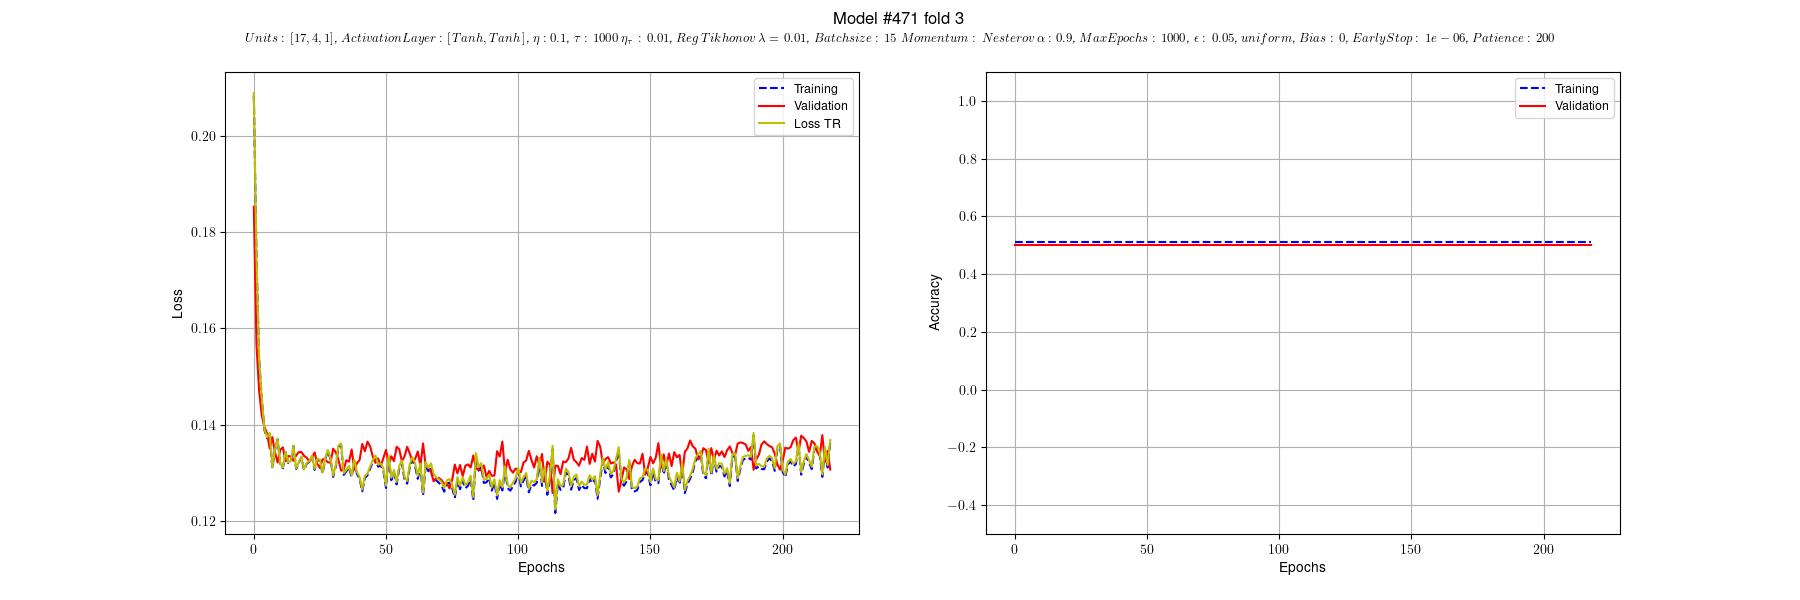 Model #471 fold 3
Units : [17, 4, 1], ActivationLayer : [Tanh, Tanh], η : 0.1, τ : 1000 η_τ : 0.01, Reg Tikhonov λ = 0.01, Batchsize : 15 Momentum : Nesterov α : 0.9, MaxEpochs : 1000, ϵ : 0.05, uniform, Bias : 0, EarlyStop : 1e − 06, Patience : 200
Training
Validation
Loss TR
0.20
0.18
0.16
0.14
0.12
Loss
0 50 100 150 200
Epochs
Training
Validation
1.0
0.8
0.6
0.4
0.2
0.0
−0.2
−0.4
Accuracy
0 50 100 150 200
Epochs